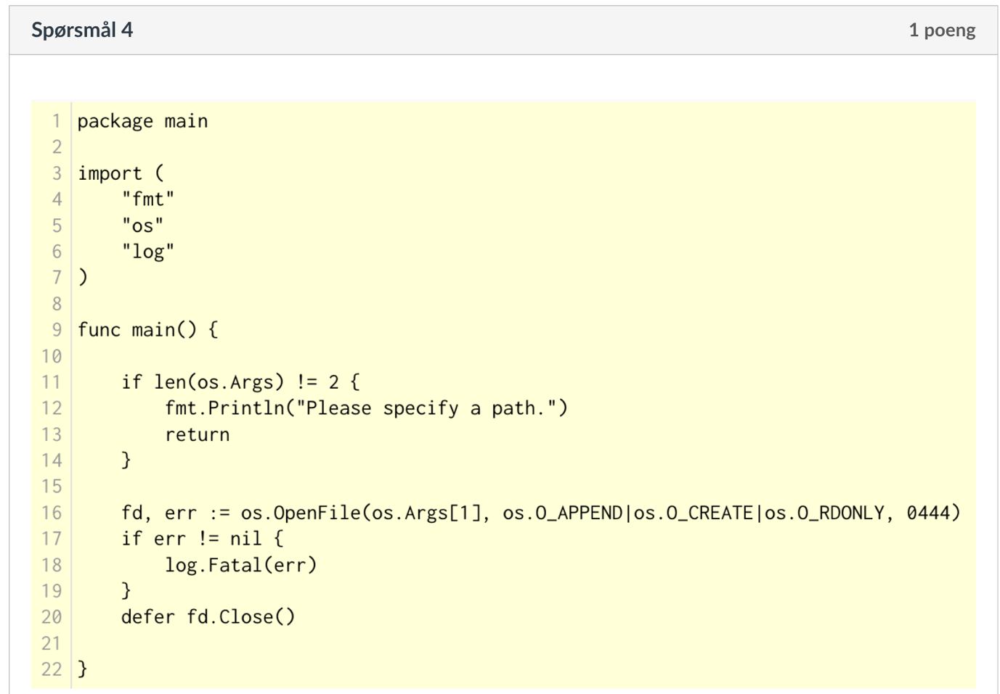 Spørsmål 4
1 poeng
1 package main
2
3 import (
4     "fmt"
5     "os"
6     "log"
7 )
8
9 func main() {
10
11     if len(os.Args) != 2 {
12         fmt.Println("Please specify a path.")
13         return
14     }
15
16     fd, err := os.OpenFile(os.Args[1], os.O_APPEND|os.O_CREATE|os.O_RDONLY, 0444)
17     if err != nil {
18         log.Fatal(err)
19     }
20     defer fd.Close()
21
22 }